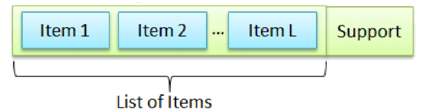 Item 1 Item 2 ... Item L Support
List of Items